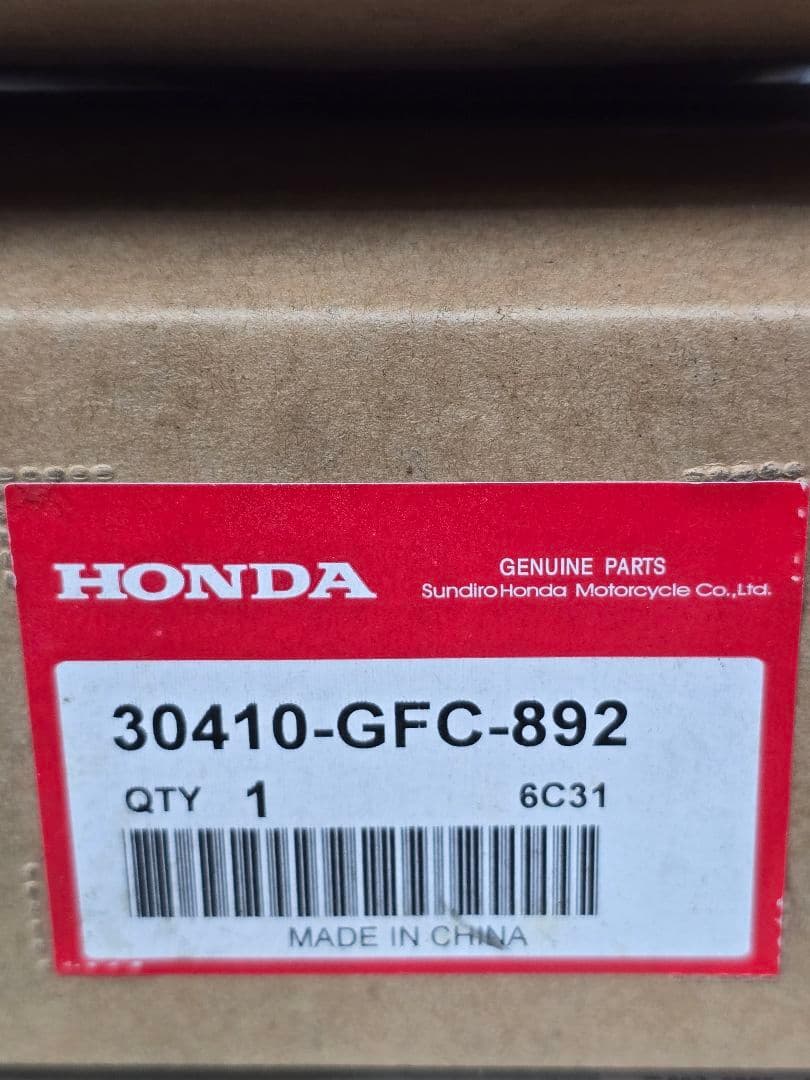 HONDA
GENUINE PARTS
Sundiro Honda Motorcycle Co.,Ltd.
30410-GFC-892
QTY 1 6C31
MADE IN CHINA